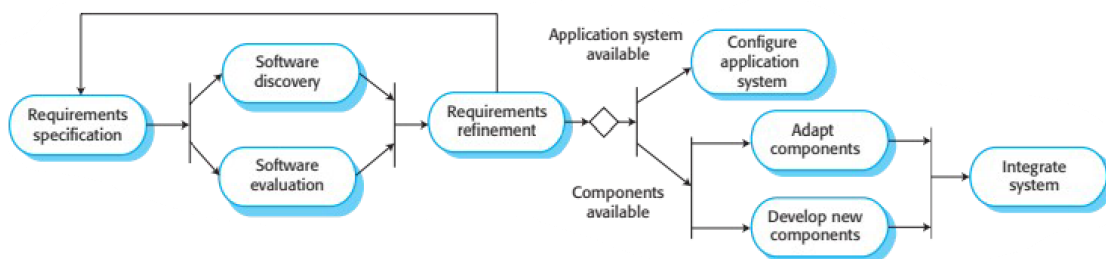 Requirements
specification
Software
discovery
Software
evaluation
Requirements
refinement
Application system
available
Configure
application
system
Components
available
Adapt
components
Develop new
components
Integrate
system